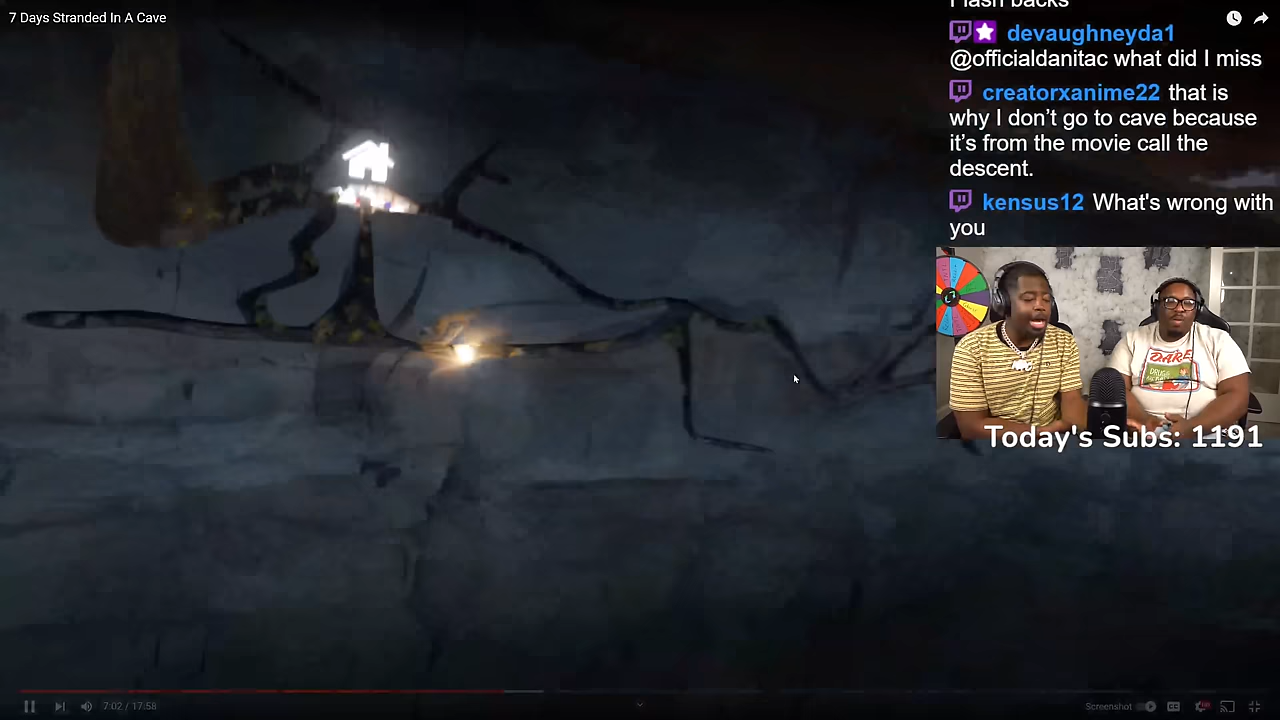 7 Days Stranded In A Cave
devaughneyda1
@officialdanitac what did I miss
creatorxanime22 that is
why I don’t go to cave because
it’s from the movie call the
descent.
kensus12 What's wrong with
you
DARE
Today's Subs: 1191
7:02 / 17:58
Screenshot